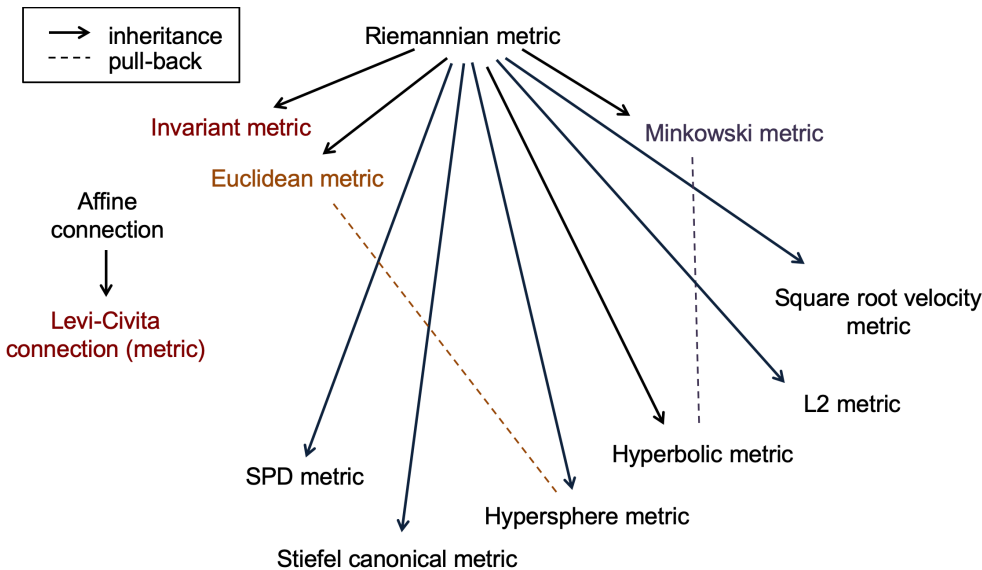 inheritance
pull-back
Riemannian metric
Invariant metric
Minkowski metric
Euclidean metric
Affine
connection
Levi-Civita
connection (metric)
Square root velocity
metric
L2 metric
Hyperbolic metric
SPD metric
Hypersphere metric
Stiefel canonical metric